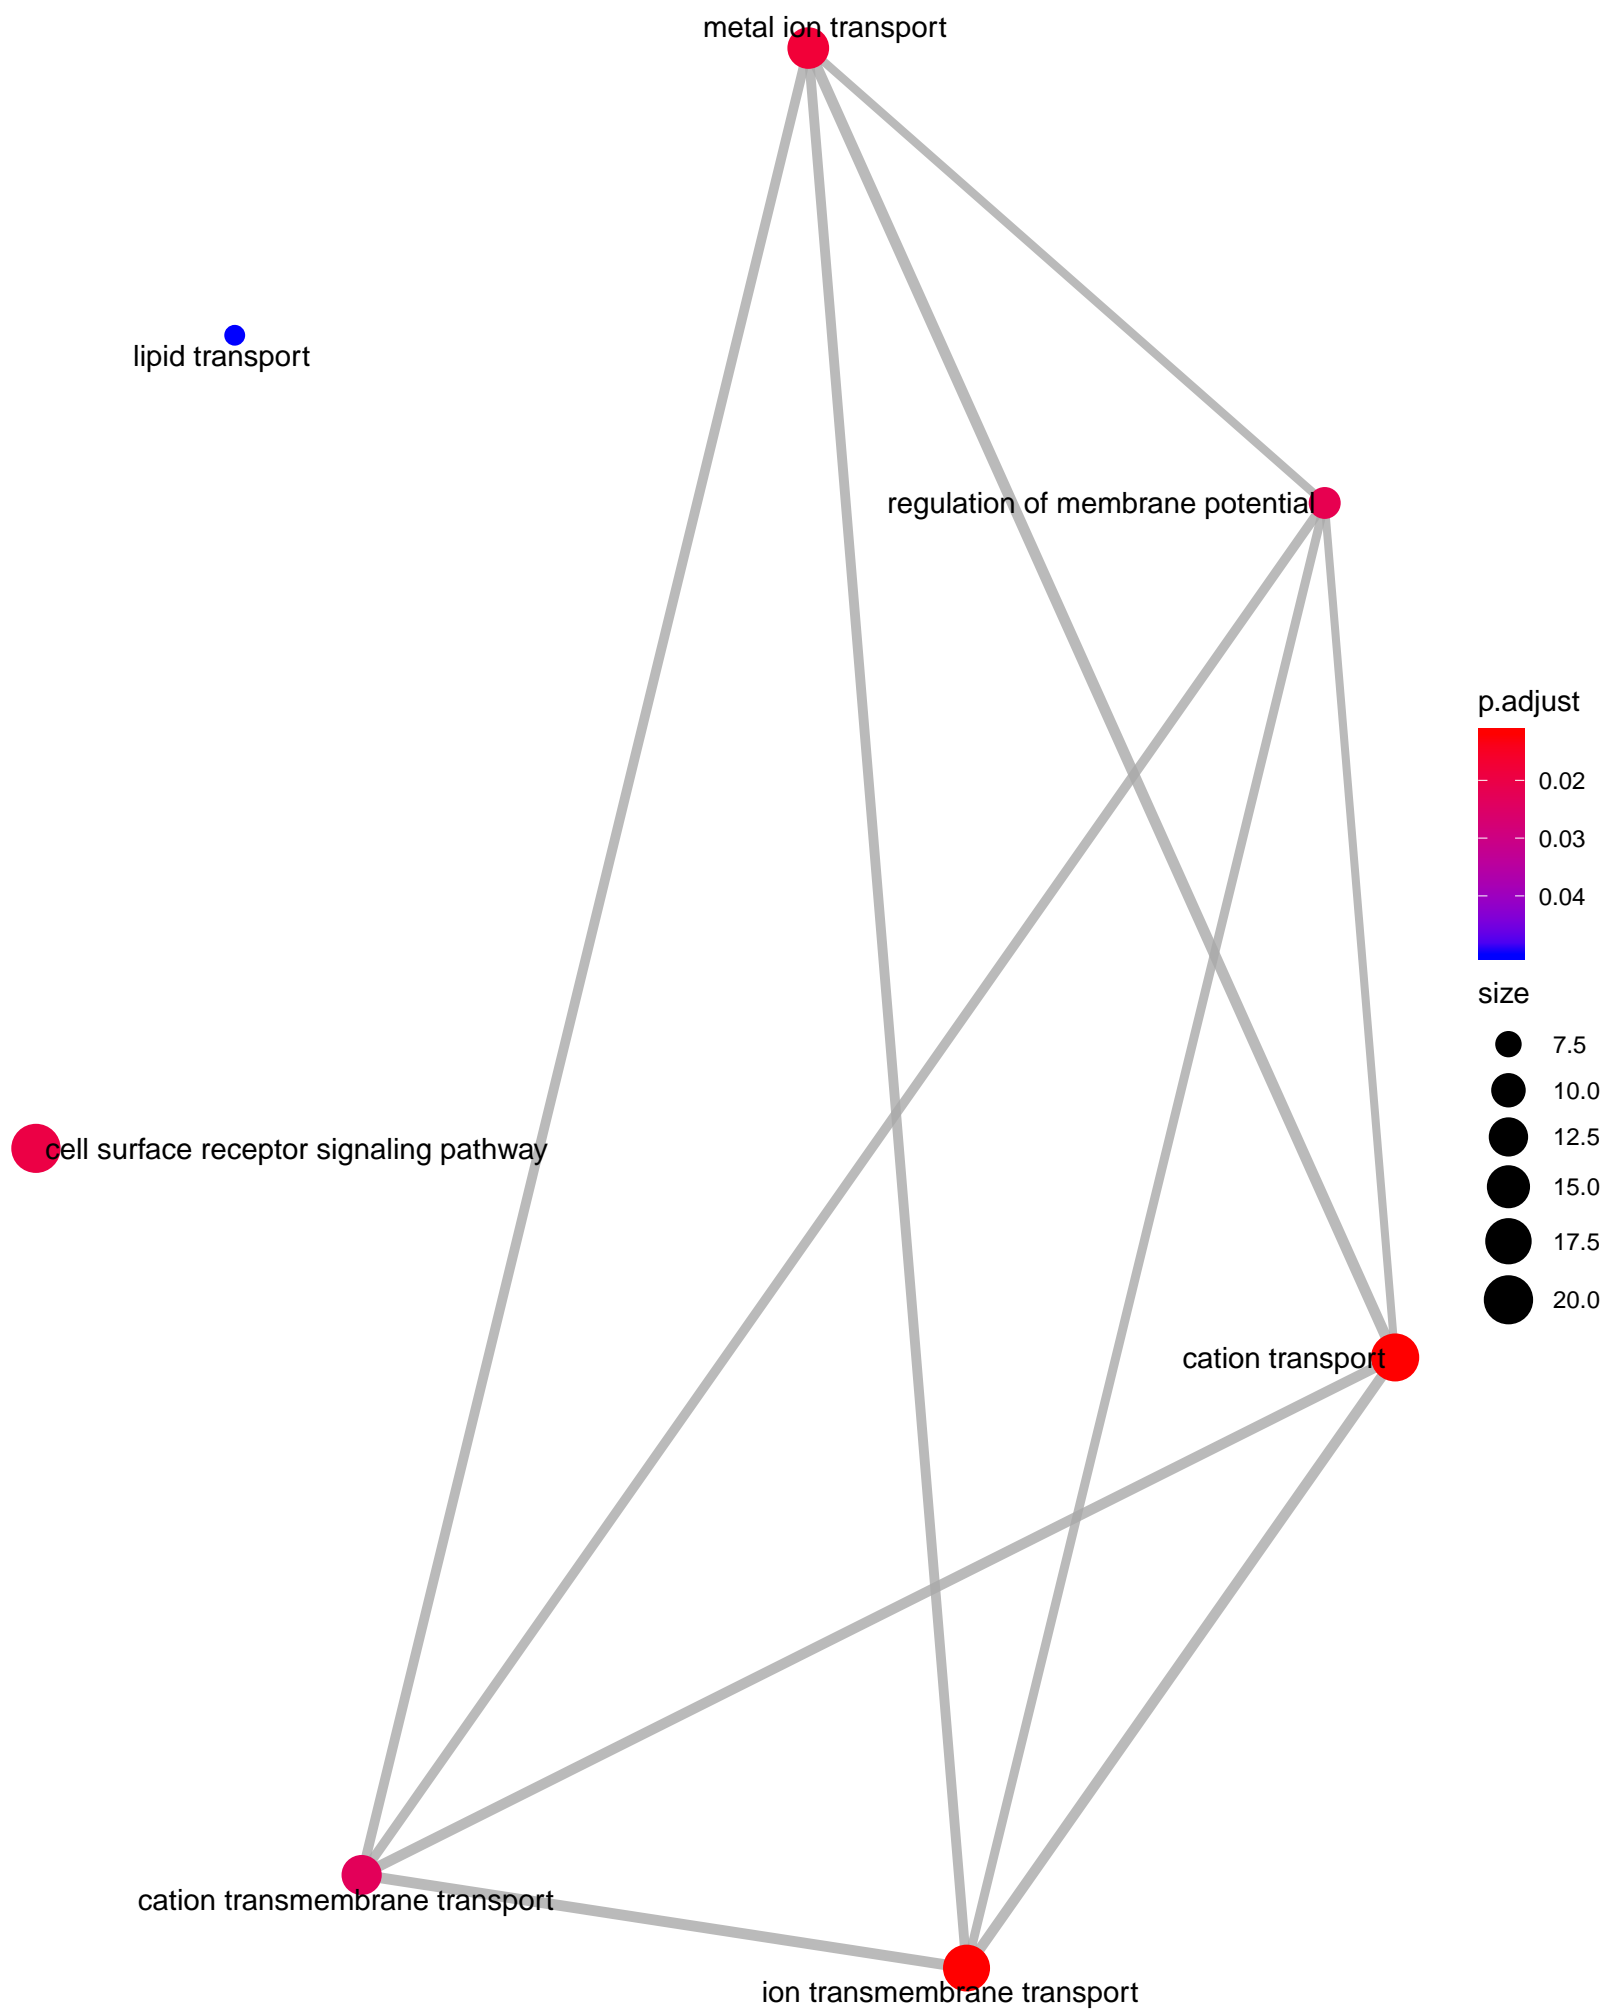 metal ion transport
lipid transport
regulation of membrane potential
p.adjust
0.02
0.03
0.04
size
7.5
10.0
12.5
15.0
17.5
20.0
cell surface receptor signaling pathway
cation transport
cation transmembrane transport
ion transmembrane transport